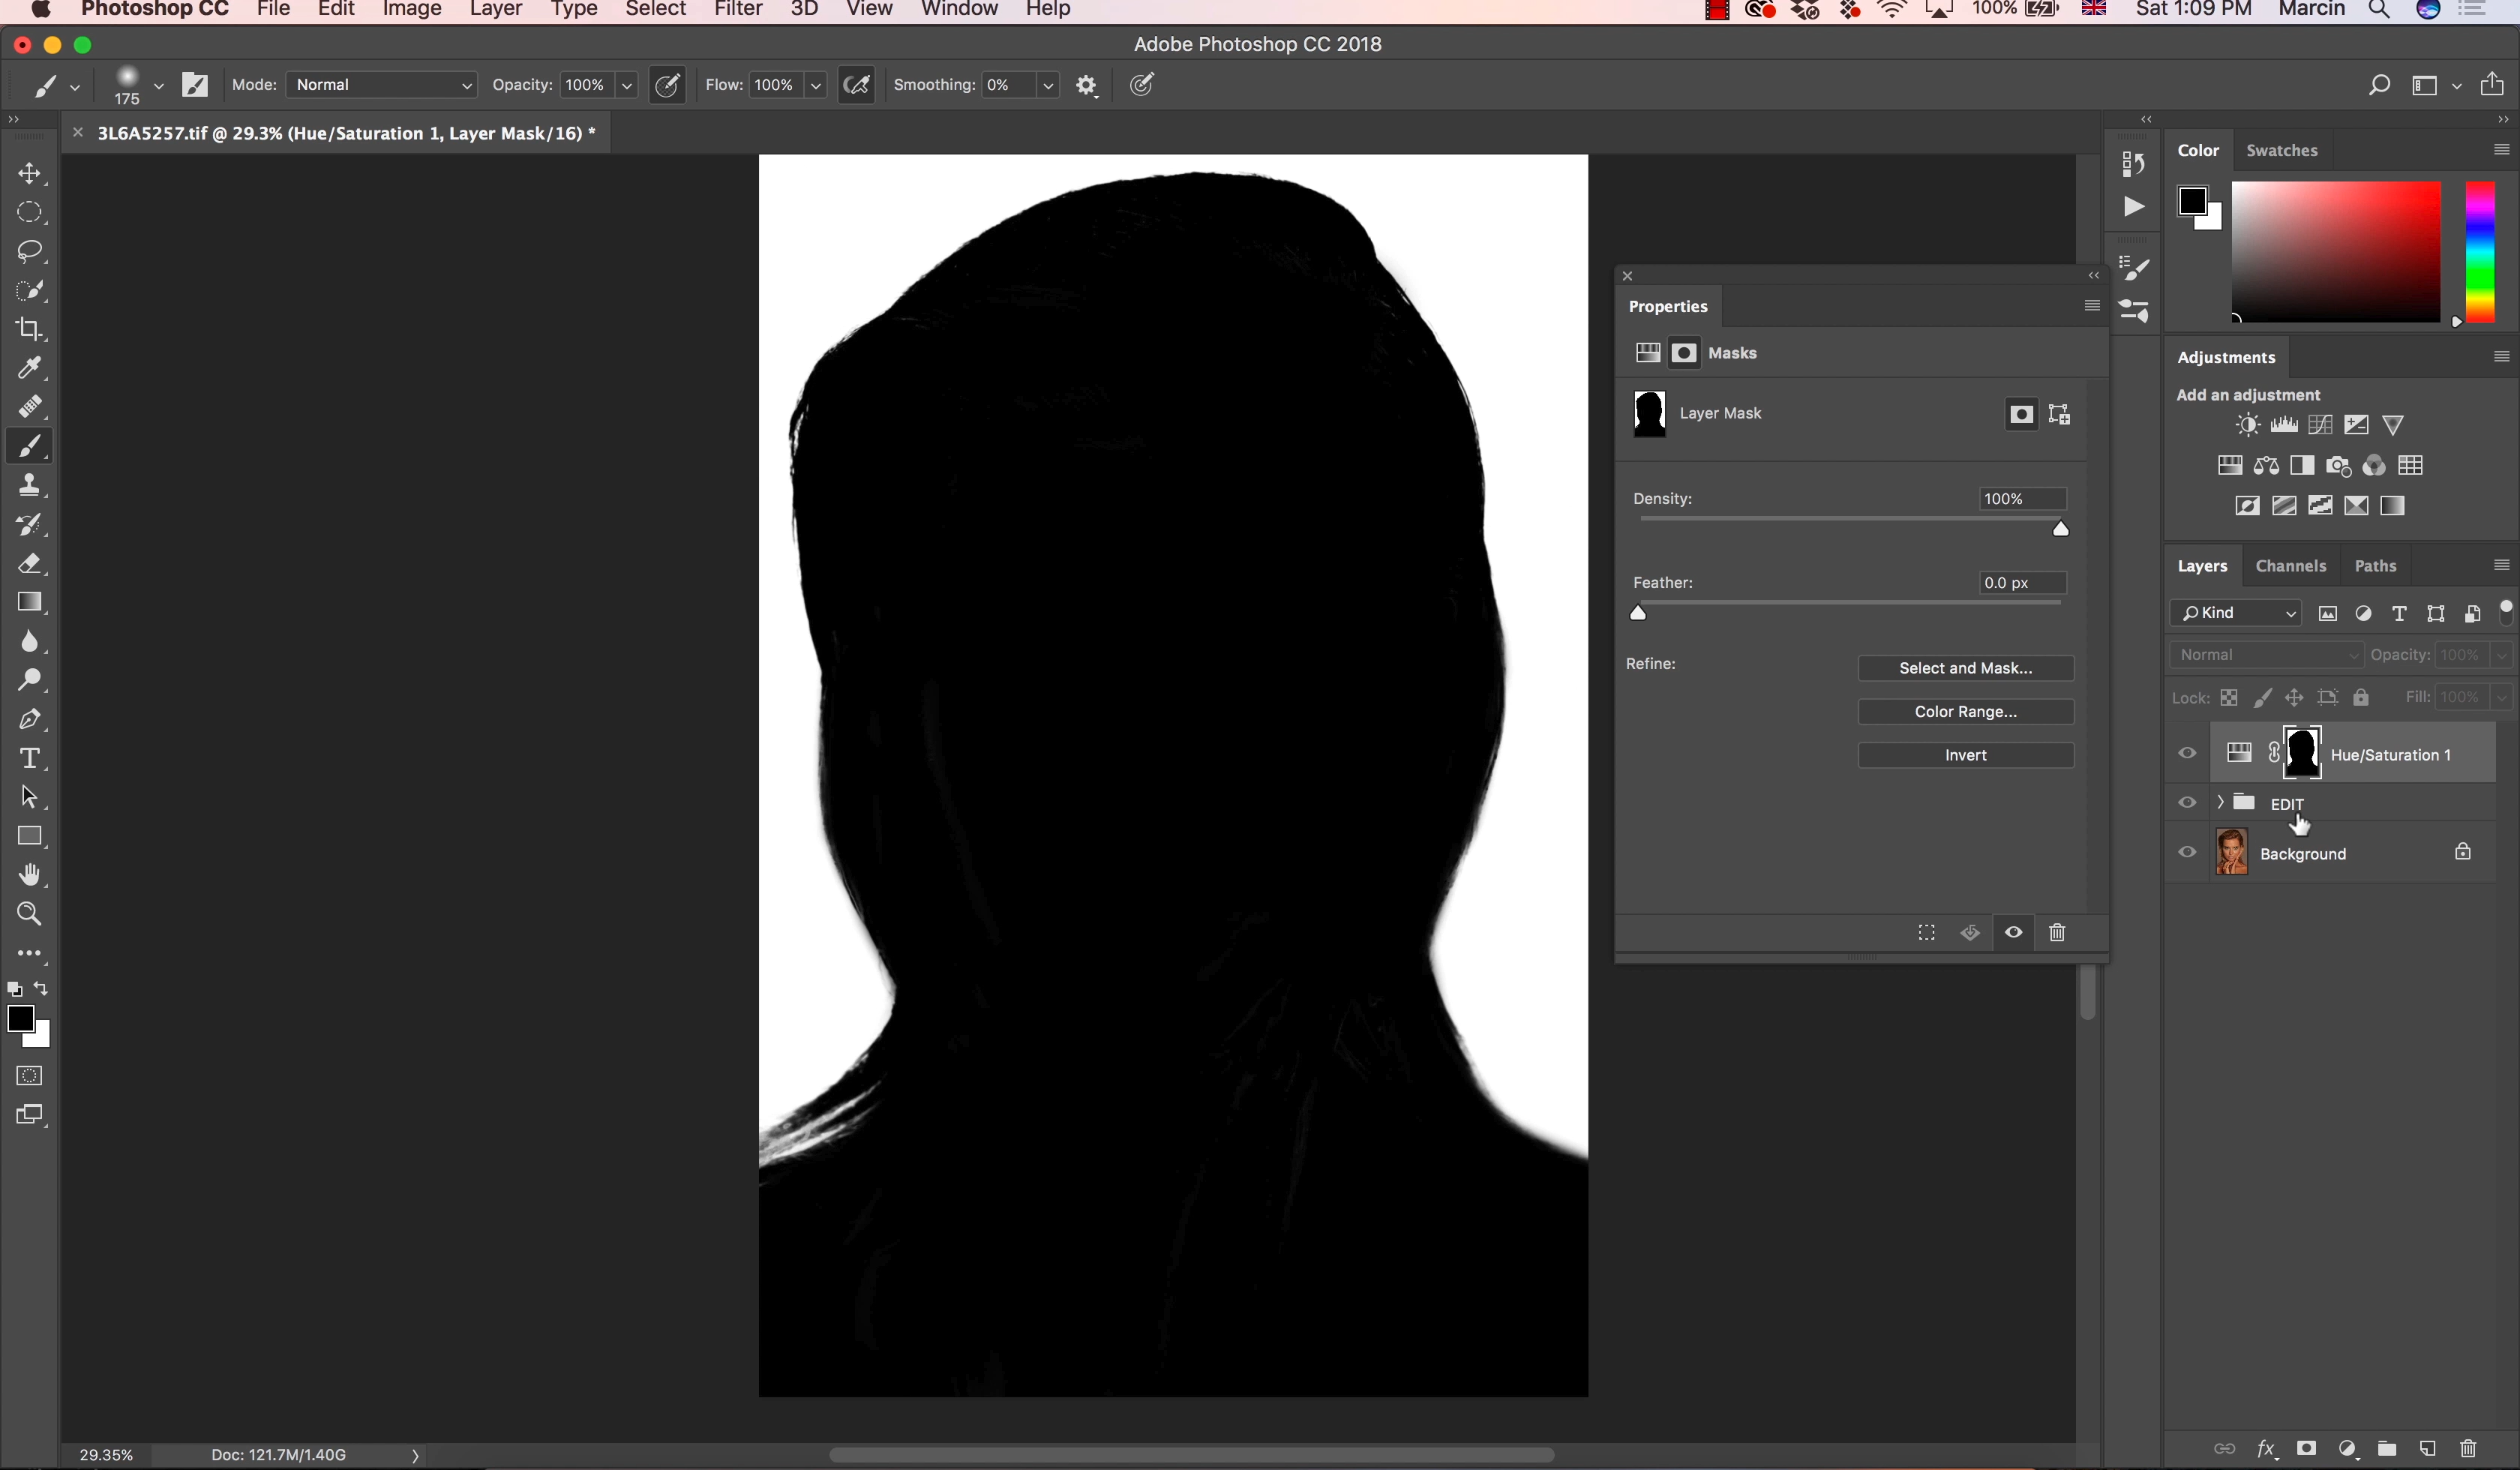 Photoshop CC File Edit Image Layer Type Select Filter 3D View Window Help 100% Sat 1:09 PM Marcin
Adobe Photoshop CC 2018
175 Mode: Normal Opacity: 100% Flow: 100% Smoothing: 0%
3L6A5257.tif @ 29.3% (Hue/Saturation 1, Layer Mask/16) *
Color Swatches
Properties
Masks
Layer Mask
Density: 100%
Feather: 0.0 px
Refine: Select and Mask...
Color Range...
Invert
Adjustments
Add an adjustment
Layers Channels Paths
Kind
Normal Opacity: 100%
Lock: Fill: 100%
Hue/Saturation 1
EDIT
Background
29.35% Doc: 121.7M/1.40G
fx